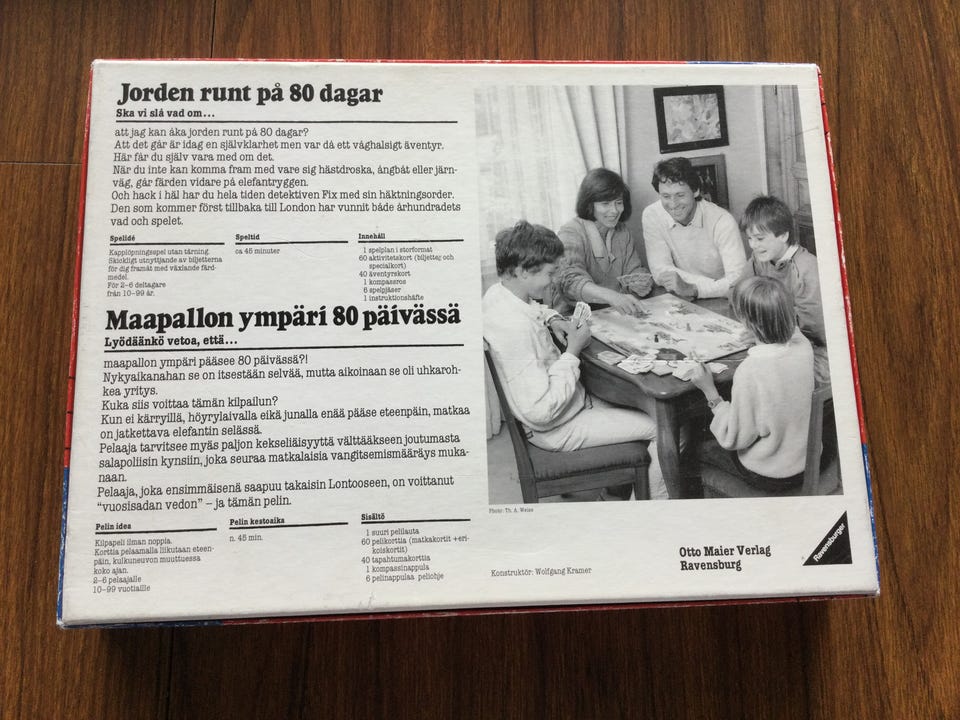 Jorden runt på 80 dagar
Ska vi slå vad om...
att jag kan åka jorden runt på 80 dagar?
Att det går är idag en självklarhet men var då ett våghalsigt äventyr.
Här får du själv vara med om det.
När du inte kan komma fram med vare sig hästdroska, ångbåt eller järn-
väg, går färden vidare på elefantryggen.
Och hack i häl har du hela tiden detektiven Fix med sin häktningsorder.
Den som kommer först tillbaka till London har vunnit både århundradets
vad och spelet.
Spelidé
Kapplöpningsspel utan tärning.
Skickligt utnyttjande av biljetterna
för dig framåt med växlande färd-
medel.
För 2–6 deltagare
från 10–99 år.
Speltid
ca 45 minuter
Innehåll
1 spelplan i storformat
60 aktivitetskort (biljetter och
specialkort)
40 äventyrskort
1 kompassros
6 spelpjäser
1 instruktionshäfte
Maapallon ympäri 80 päivässä
Lyödäänkö vetoa, että...
maapallon ympäri pääsee 80 päivässä?!
Nykyaikanahan se on itsestään selvää, mutta aikoinaan se oli uhkaroh-
kea yritys.
Kuka siis voittaa tämän kilpailun?
Kun ei kärryillä, höyrylaivalla eikä junalla enää pääse eteenpäin, matkaa
on jatkettava elefantin selässä.
Pelaaja tarvitsee myäs paljon kekseliäisyyttä välttääkseen joutumasta
salapoliisin kynsiin, joka seuraa matkalaisia vangitsemismääräys muka-
naan.
Pelaaja, joka ensimmäisenä saapuu takaisin Lontooseen, on voittanut
"vuosisadan vedon" – ja tämän pelin.
Pelin idea
Kilpapeli ilman noppia.
Korttia pelaamalla liikutaan eteen-
päin, kulkuneuvon muuttuessa
koko ajan.
2–6 pelaajalle
10–99 vuotiaille
Pelin kestoaika
n. 45 min.
Sisältö
1 suuri pelilauta
60 pelikorttia (matkakortit +eri-
koiskortit)
40 tapahtumakorttia
1 kompassinappula
6 pelinappulaa peliohje
Photo: Th. A. Weiss
Konstruktör: Wolfgang Kramer
Otto Maier Verlag
Ravensburg
Ravensburger